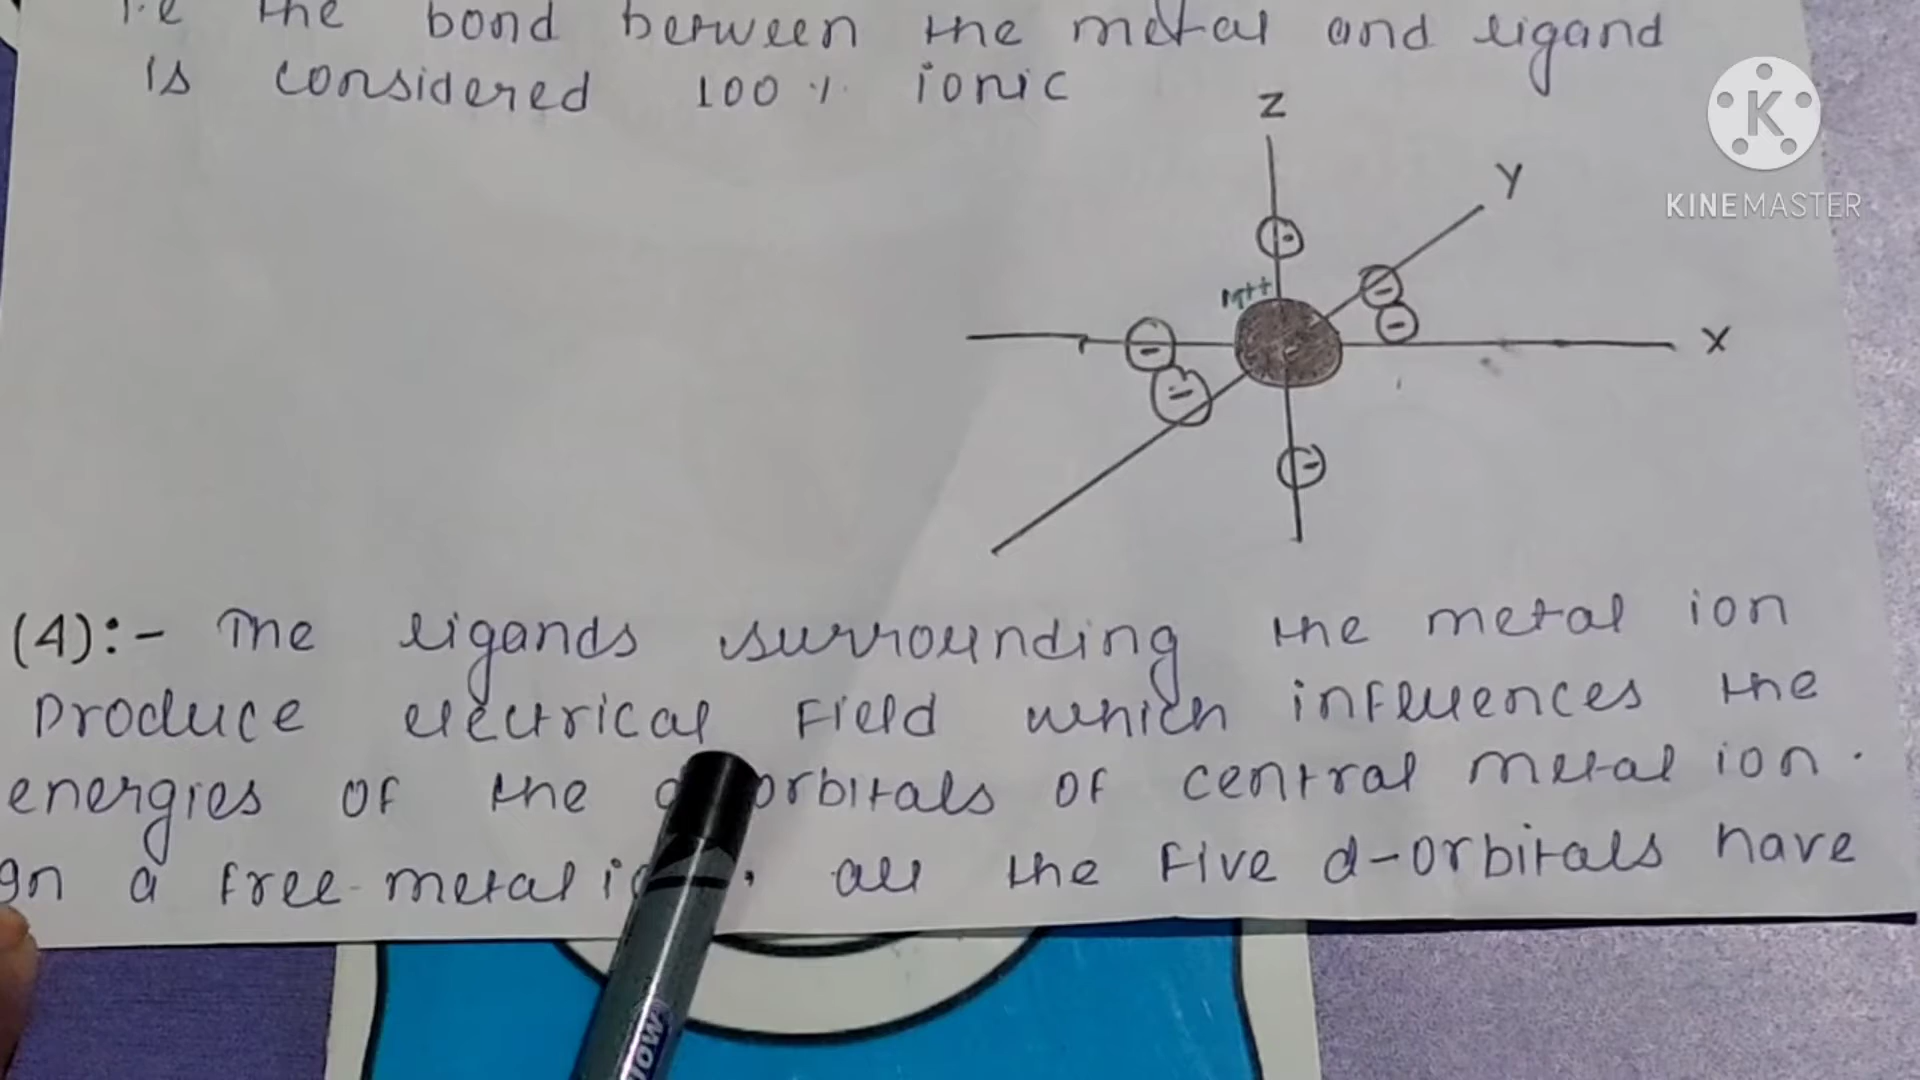 i.e the bond between the metal and ligand
is considered 100% ionic
Z
K
Y
KINEMASTER
M++
X
(4):- The ligands surrounding the metal ion
Produce electrical Field which influences the
energies of the orbitals of central metal ion.
In a free metal all the Five d-orbitals have